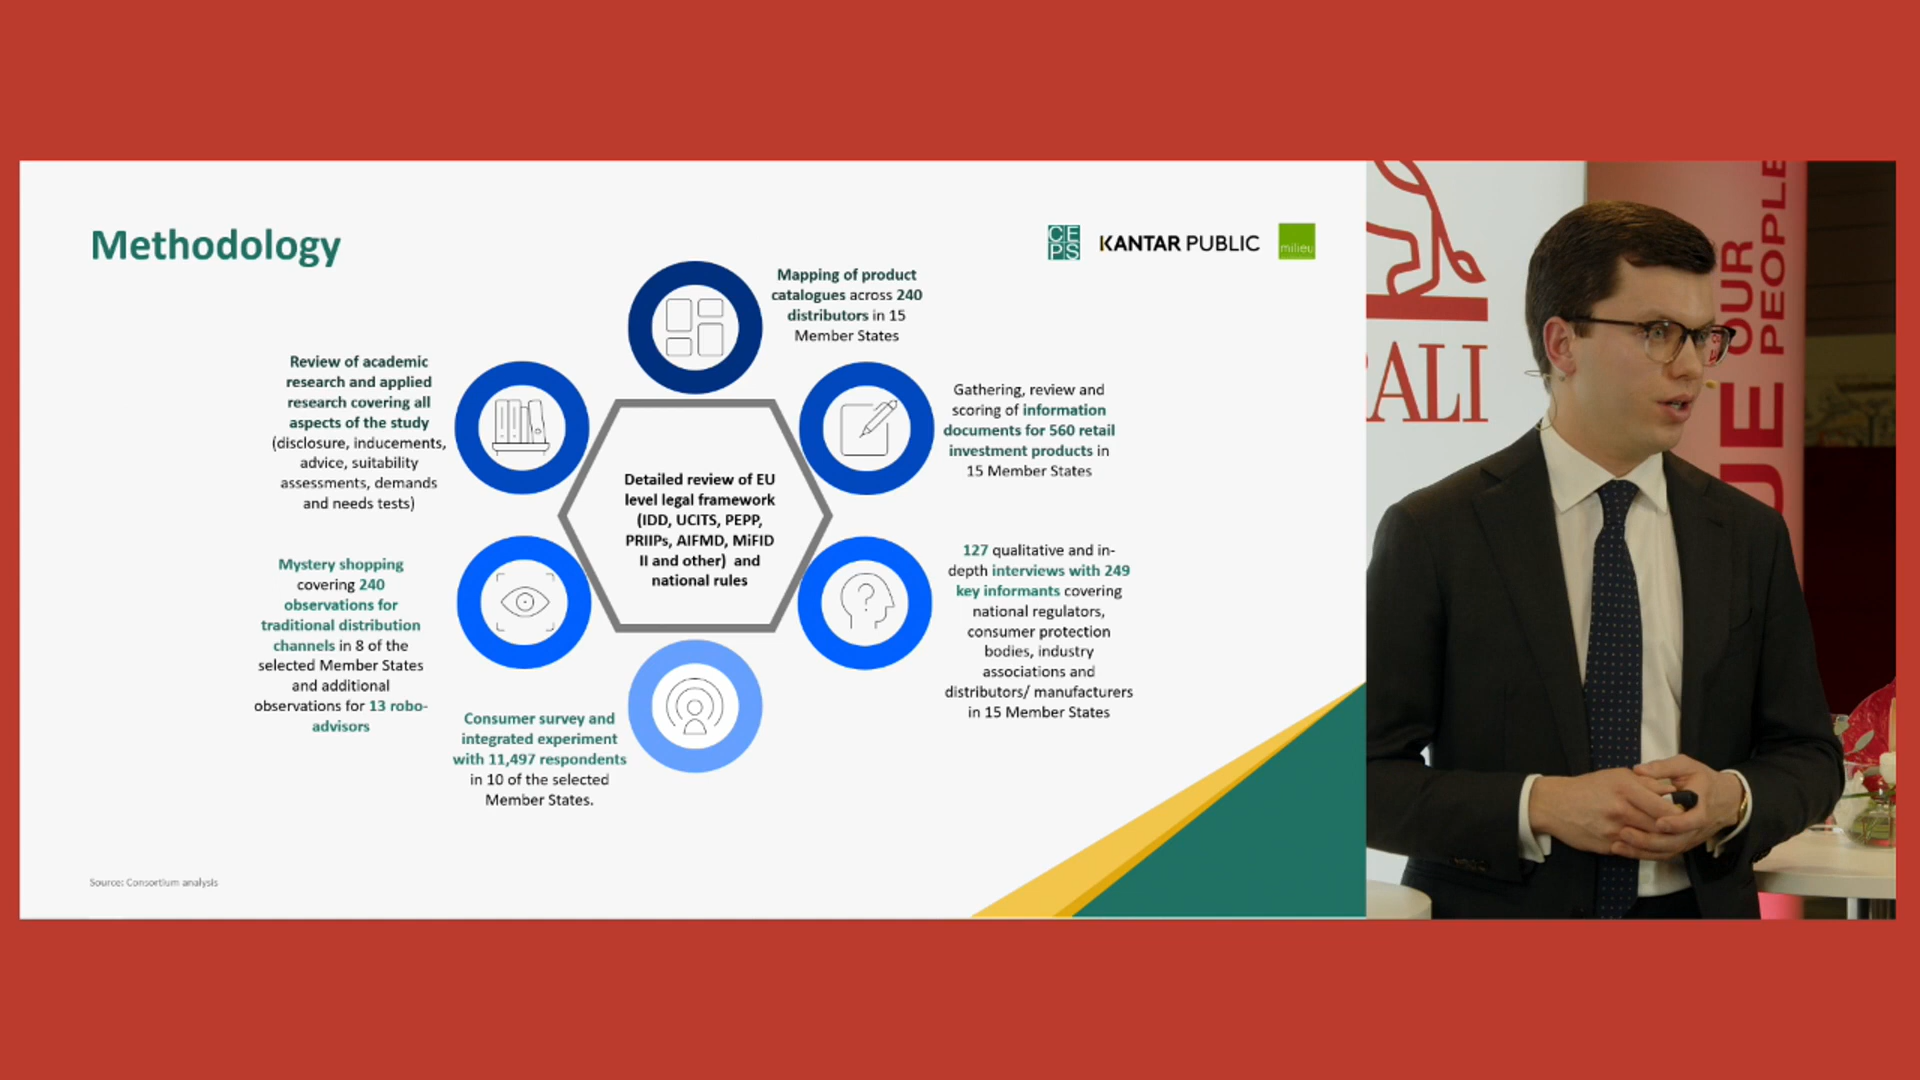 Methodology
CE
PS
KANTAR PUBLIC
milieu
Mapping of product
catalogues across 240
distributors in 15
Member States
Review of academic
research and applied
research covering all
aspects of the study
(disclosure, inducements,
advice, suitability
assessments, demands
and needs tests)
Gathering, review and
scoring of information
documents for 560 retail
investment products in
15 Member States
Detailed review of EU
level legal framework
(IDD, UCITS, PEPP,
PRIIPs, AIFMD, MiFID
II and other) and
national rules
Mystery shopping
covering 240
observations for
traditional distribution
channels in 8 of the
selected Member States
and additional
observations for 13 robo-
advisors
127 qualitative and in-
depth interviews with 249
key informants covering
national regulators,
consumer protection
bodies, industry
associations and
distributors/ manufacturers
in 15 Member States
Consumer survey and
integrated experiment
with 11,497 respondents
in 10 of the selected
Member States.
Source: Consortium analysis
RALI
OUR
PEOPLE
UE